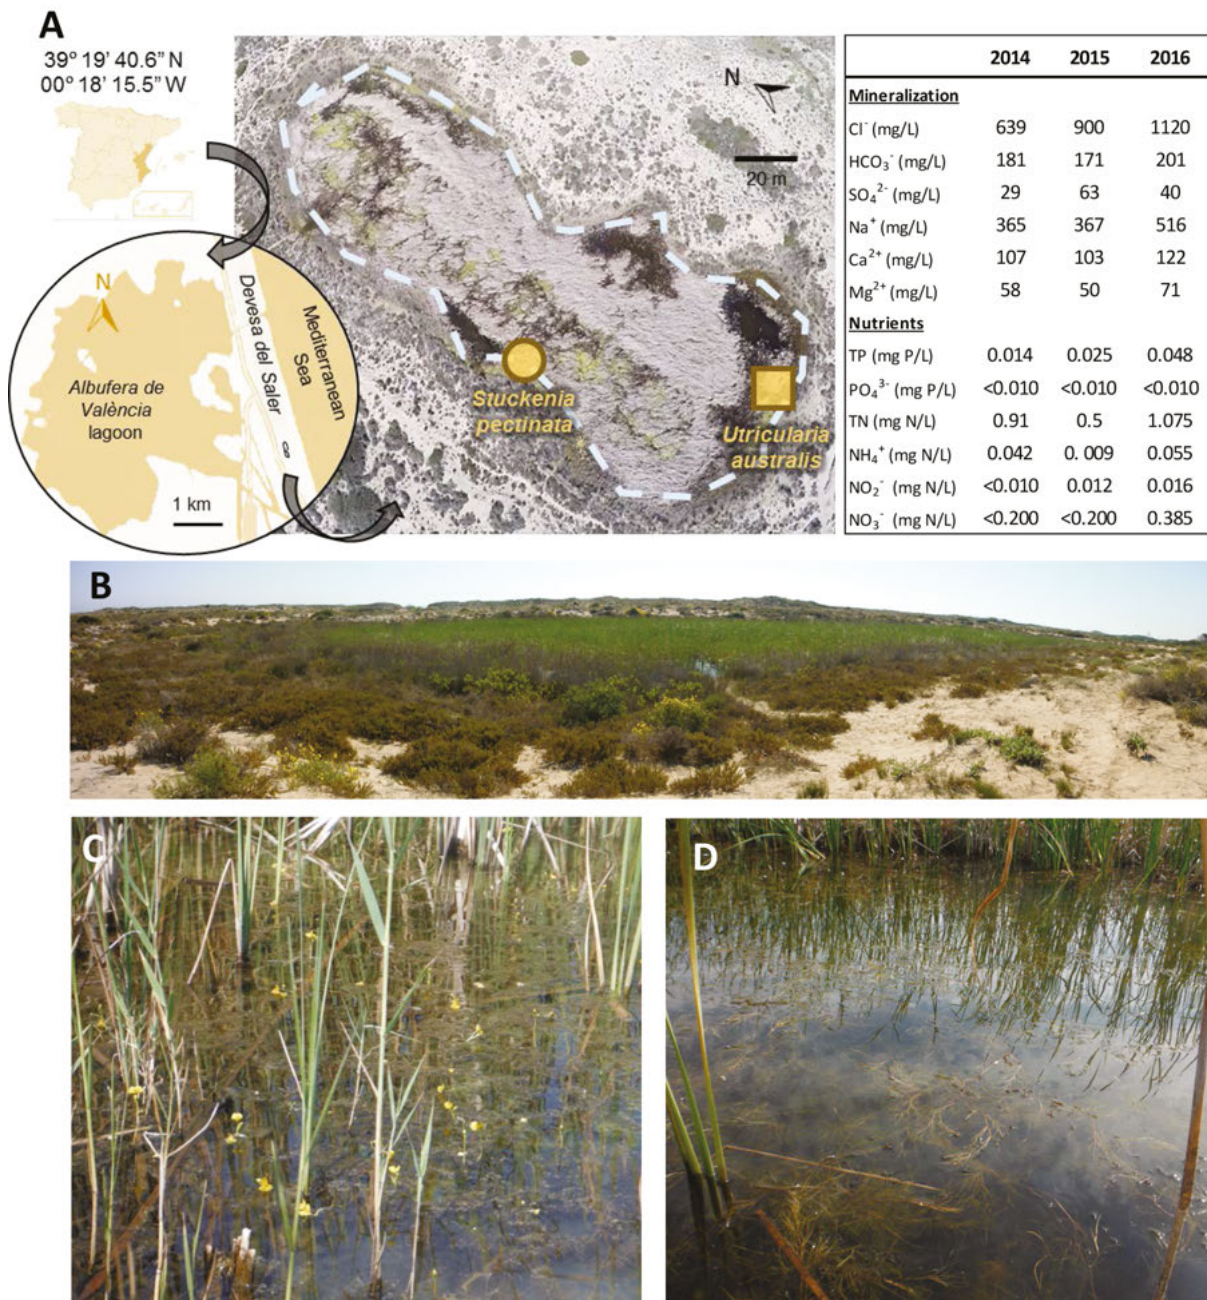 A
39° 19' 40.6" N
00° 18' 15.5" W
N
20 m
Stuckenia
pectinata
Utricularia
australis
N
Albufera de
València
lagoon
Devesa del Saler
Mediterranean
Sea
1 km
2014 2015 2016
Mineralization
Cl⁻ (mg/L) 639 900 1120
HCO₃⁻ (mg/L) 181 171 201
SO₄²⁻ (mg/L) 29 63 40
Na⁺ (mg/L) 365 367 516
Ca²⁺ (mg/L) 107 103 122
Mg²⁺ (mg/L) 58 50 71
Nutrients
TP (mg P/L) 0.014 0.025 0.048
PO₄³⁻ (mg P/L) <0.010 <0.010 <0.010
TN (mg N/L) 0.91 0.5 1.075
NH₄⁺ (mg N/L) 0.042 0. 009 0.055
NO₂⁻ (mg N/L) <0.010 0.012 0.016
NO₃⁻ (mg N/L) <0.200 <0.200 0.385
B
C
D